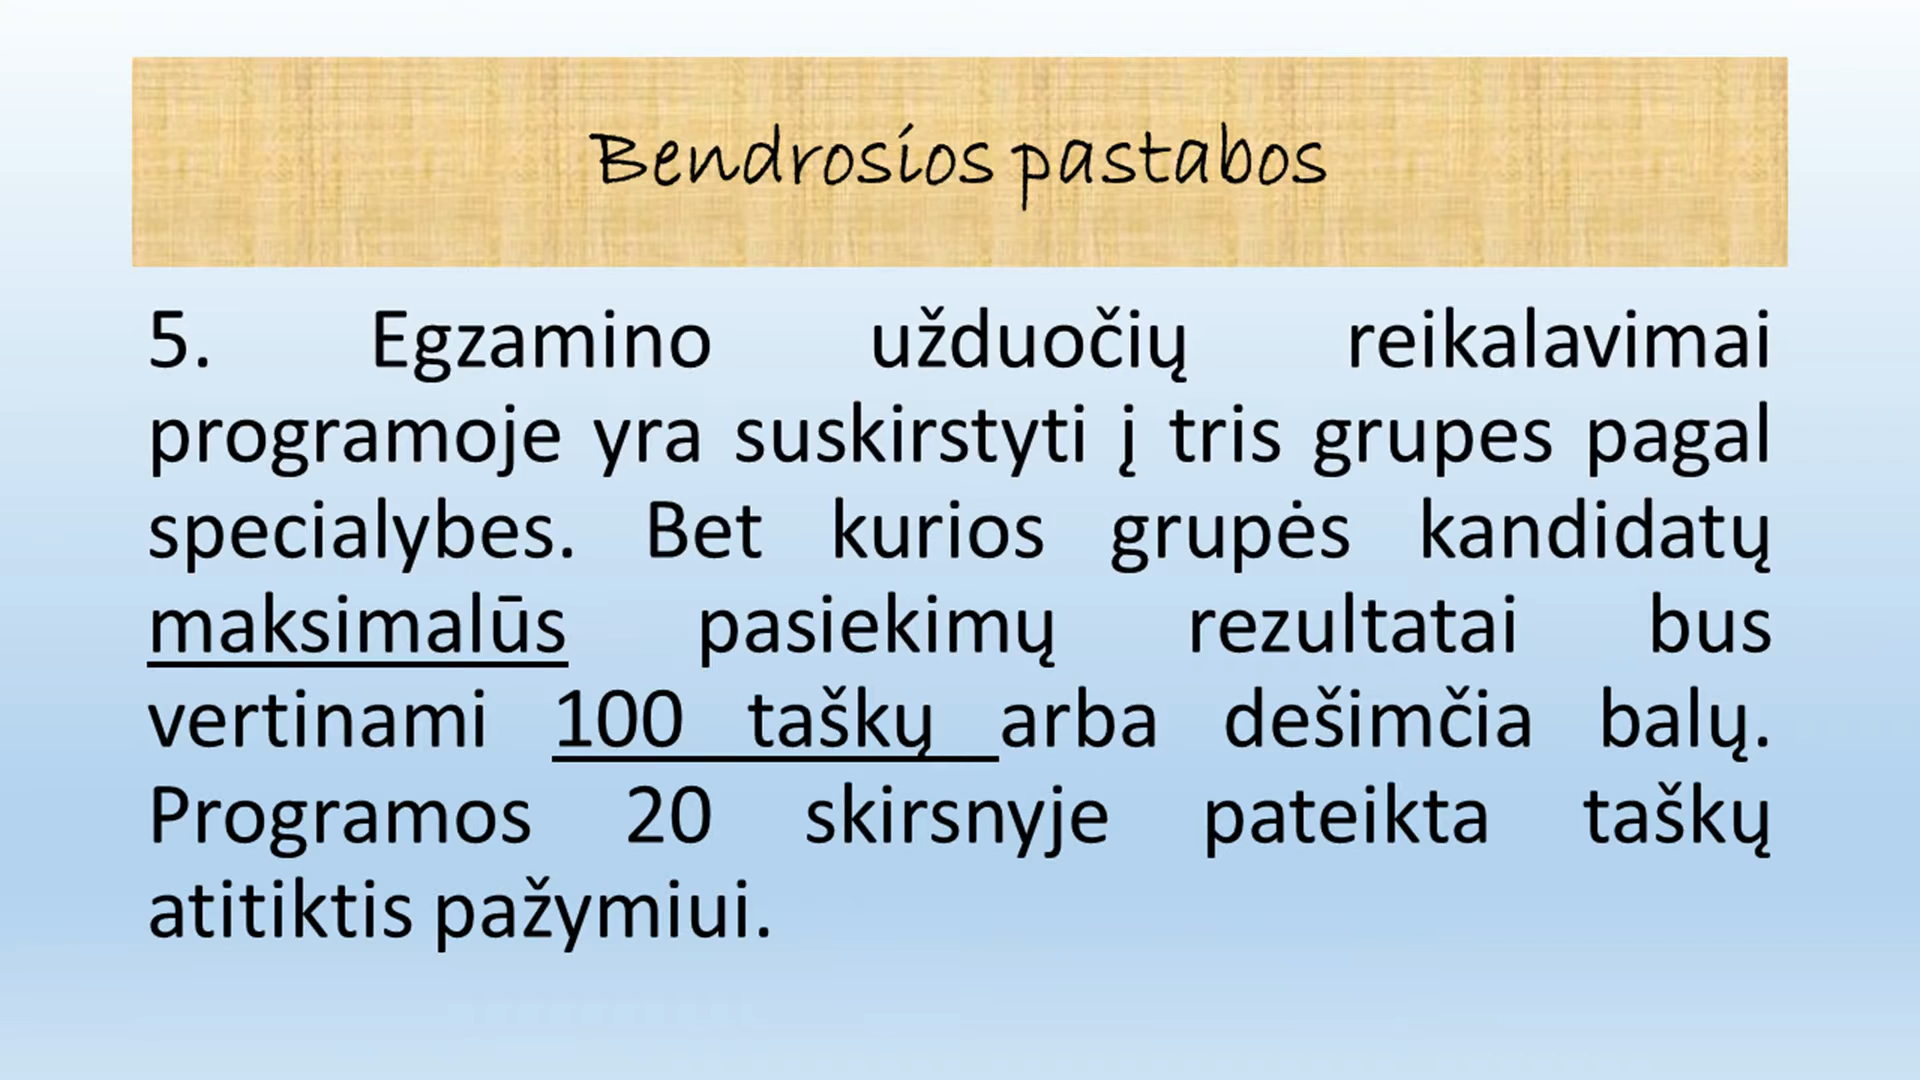 Bendrosios pastabos
5. Egzamino užduočių reikalavimai
programoje yra suskirstyti į tris grupes pagal
specialybes. Bet kurios grupės kandidatų
maksimalūs pasiekimų rezultatai bus
vertinami 100 taškų arba dešimčia balų.
Programos 20 skirsnyje pateikta taškų
atitiktis pažymiui.